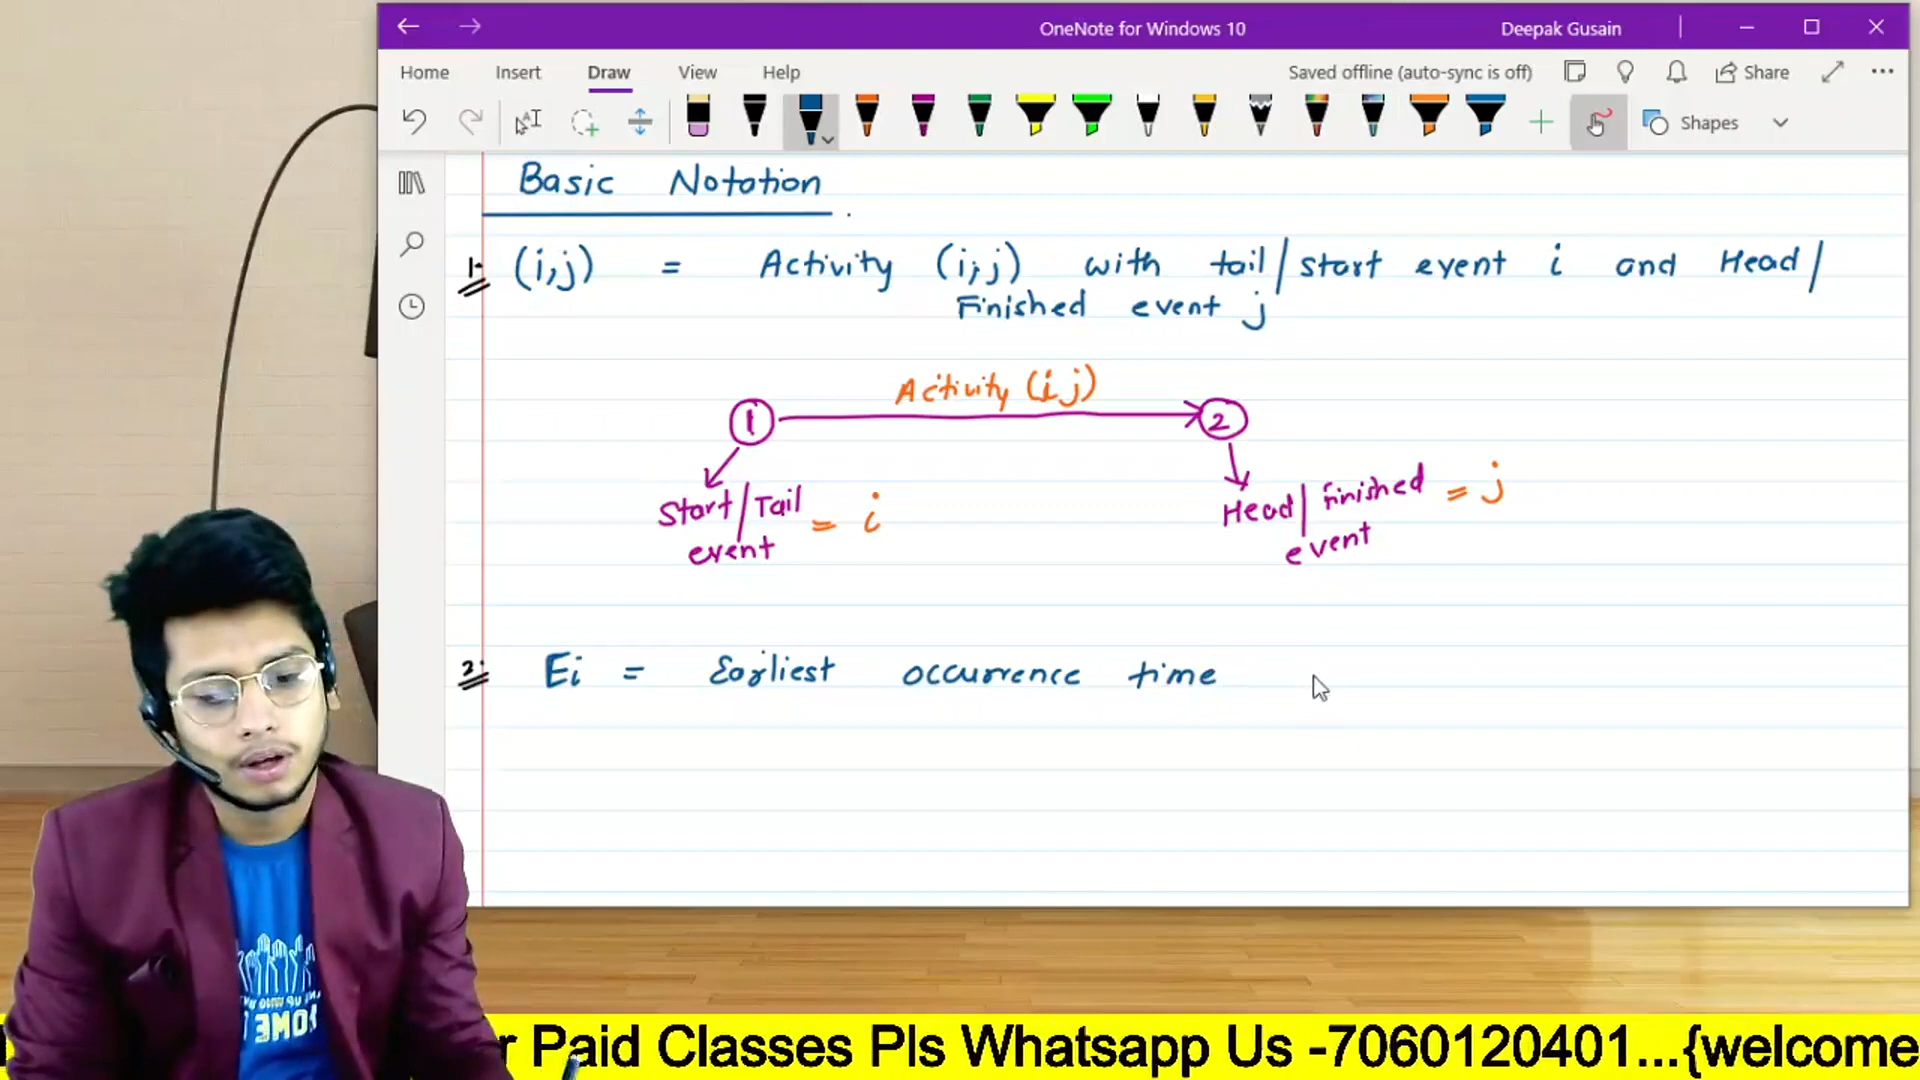 OneNote for Windows 10
Deepak Gusain
Home Insert Draw View Help
Saved offline (auto-sync is off)
Share
Shapes
Basic Notation
1- (i,j) = Activity (i,j) with tail/start event i and Head/
Finished event j
Activity (i j)
1 2
Start/Tail = i
event
Head/Finished = j
event
2- Ei = Earliest occurrence time
r Paid Classes Pls Whatsapp Us -7060120401...{welcome